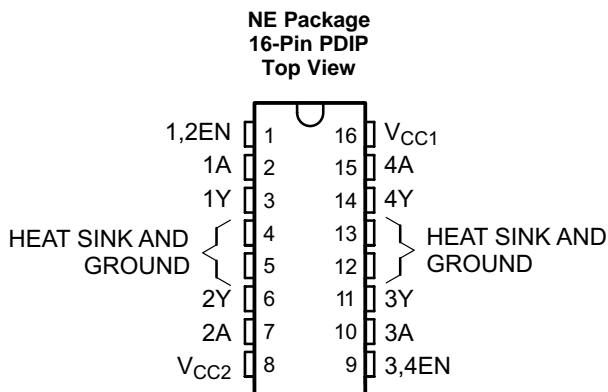 NE Package
16-Pin PDIP
Top View
1,2EN 1 16 VCC1
1A 2 15 4A
1Y 3 14 4Y
HEAT SINK AND GROUND 4 13 HEAT SINK AND GROUND
5 12
2Y 6 11 3Y
2A 7 10 3A
VCC2 8 9 3,4EN